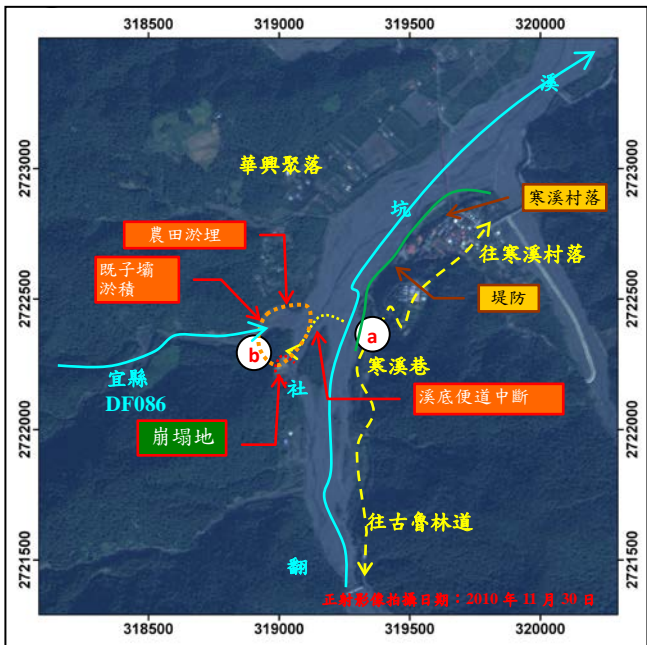 318500 319000 319500 320000
2723000
2722500
2722000
2721500
2723000
2722500
2722000
2721500
溪
華興聚落
寒溪村落
坑
農田淤埋
往寒溪村落
既子壩
淤積
堤防
a
b
寒溪巷
宜縣
DF086
社
溪底便道中斷
崩塌地
往古魯林道
翻
正射影像拍攝日期：2010 年 11 月 30 日
318500 319000 319500 320000